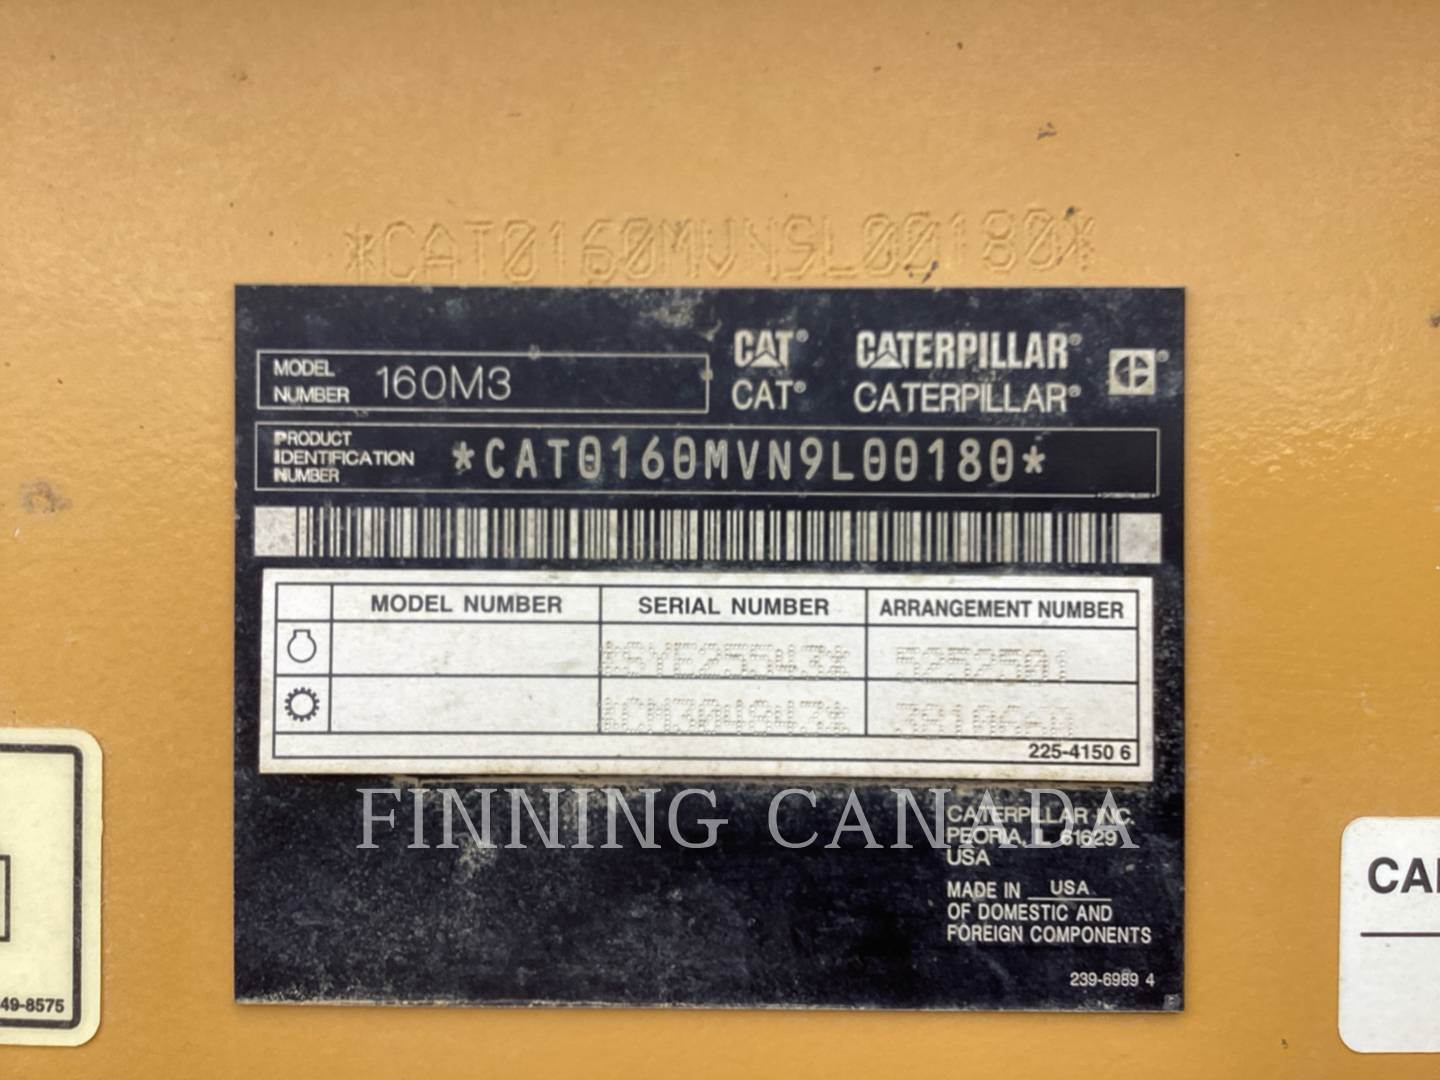 *CAT0160MVN9L00180*
MODEL NUMBER 160M3
CAT® CATERPILLAR®
CAT® CATERPILLAR®
PRODUCT IDENTIFICATION NUMBER *CAT0160MVN9L00180*
MODEL NUMBER SERIAL NUMBER ARRANGEMENT NUMBER
*SYE25543* 5252501
225-4150 6
FINNING CANADA
CATERPILLAR INC.
PEORIA, IL 61629
USA
MADE IN USA
OF DOMESTIC AND
FOREIGN COMPONENTS
239-6989 4
49-8575